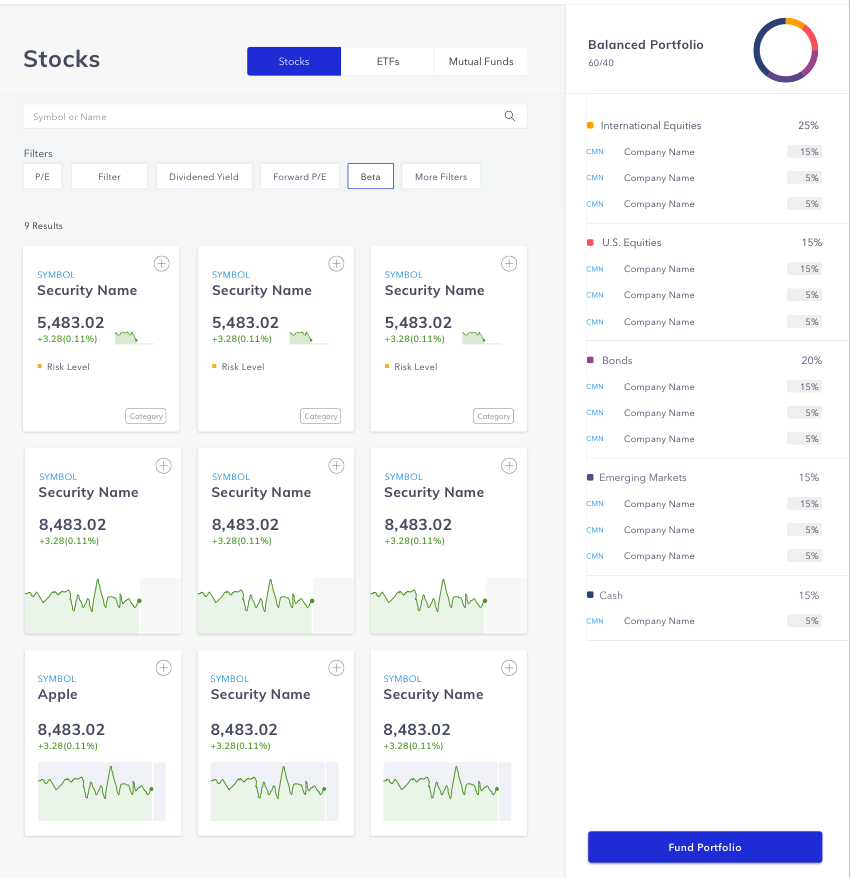 Stocks
Stocks
ETFs
Mutual Funds
Symbol or Name
Filters
P/E
Filter
Dividened Yield
Forward P/E
Beta
More Filters
9 Results
SYMBOL
Security Name
5,483.02
+3.28(0.11%)
Risk Level
Category
SYMBOL
Security Name
5,483.02
+3.28(0.11%)
Risk Level
Category
SYMBOL
Security Name
5,483.02
+3.28(0.11%)
Risk Level
Category
SYMBOL
Security Name
8,483.02
+3.28(0.11%)
SYMBOL
Security Name
8,483.02
+3.28(0.11%)
SYMBOL
Security Name
8,483.02
+3.28(0.11%)
SYMBOL
Apple
8,483.02
+3.28(0.11%)
SYMBOL
Security Name
8,483.02
+3.28(0.11%)
SYMBOL
Security Name
8,483.02
+3.28(0.11%)
Balanced Portfolio
60/40
International Equities 25%
CMN Company Name 15%
CMN Company Name 5%
CMN Company Name 5%
U.S. Equities 15%
CMN Company Name 15%
CMN Company Name 5%
CMN Company Name 5%
Bonds 20%
CMN Company Name 15%
CMN Company Name 5%
CMN Company Name 5%
Emerging Markets 15%
CMN Company Name 15%
CMN Company Name 5%
CMN Company Name 5%
Cash 15%
CMN Company Name 5%
Fund Portfolio